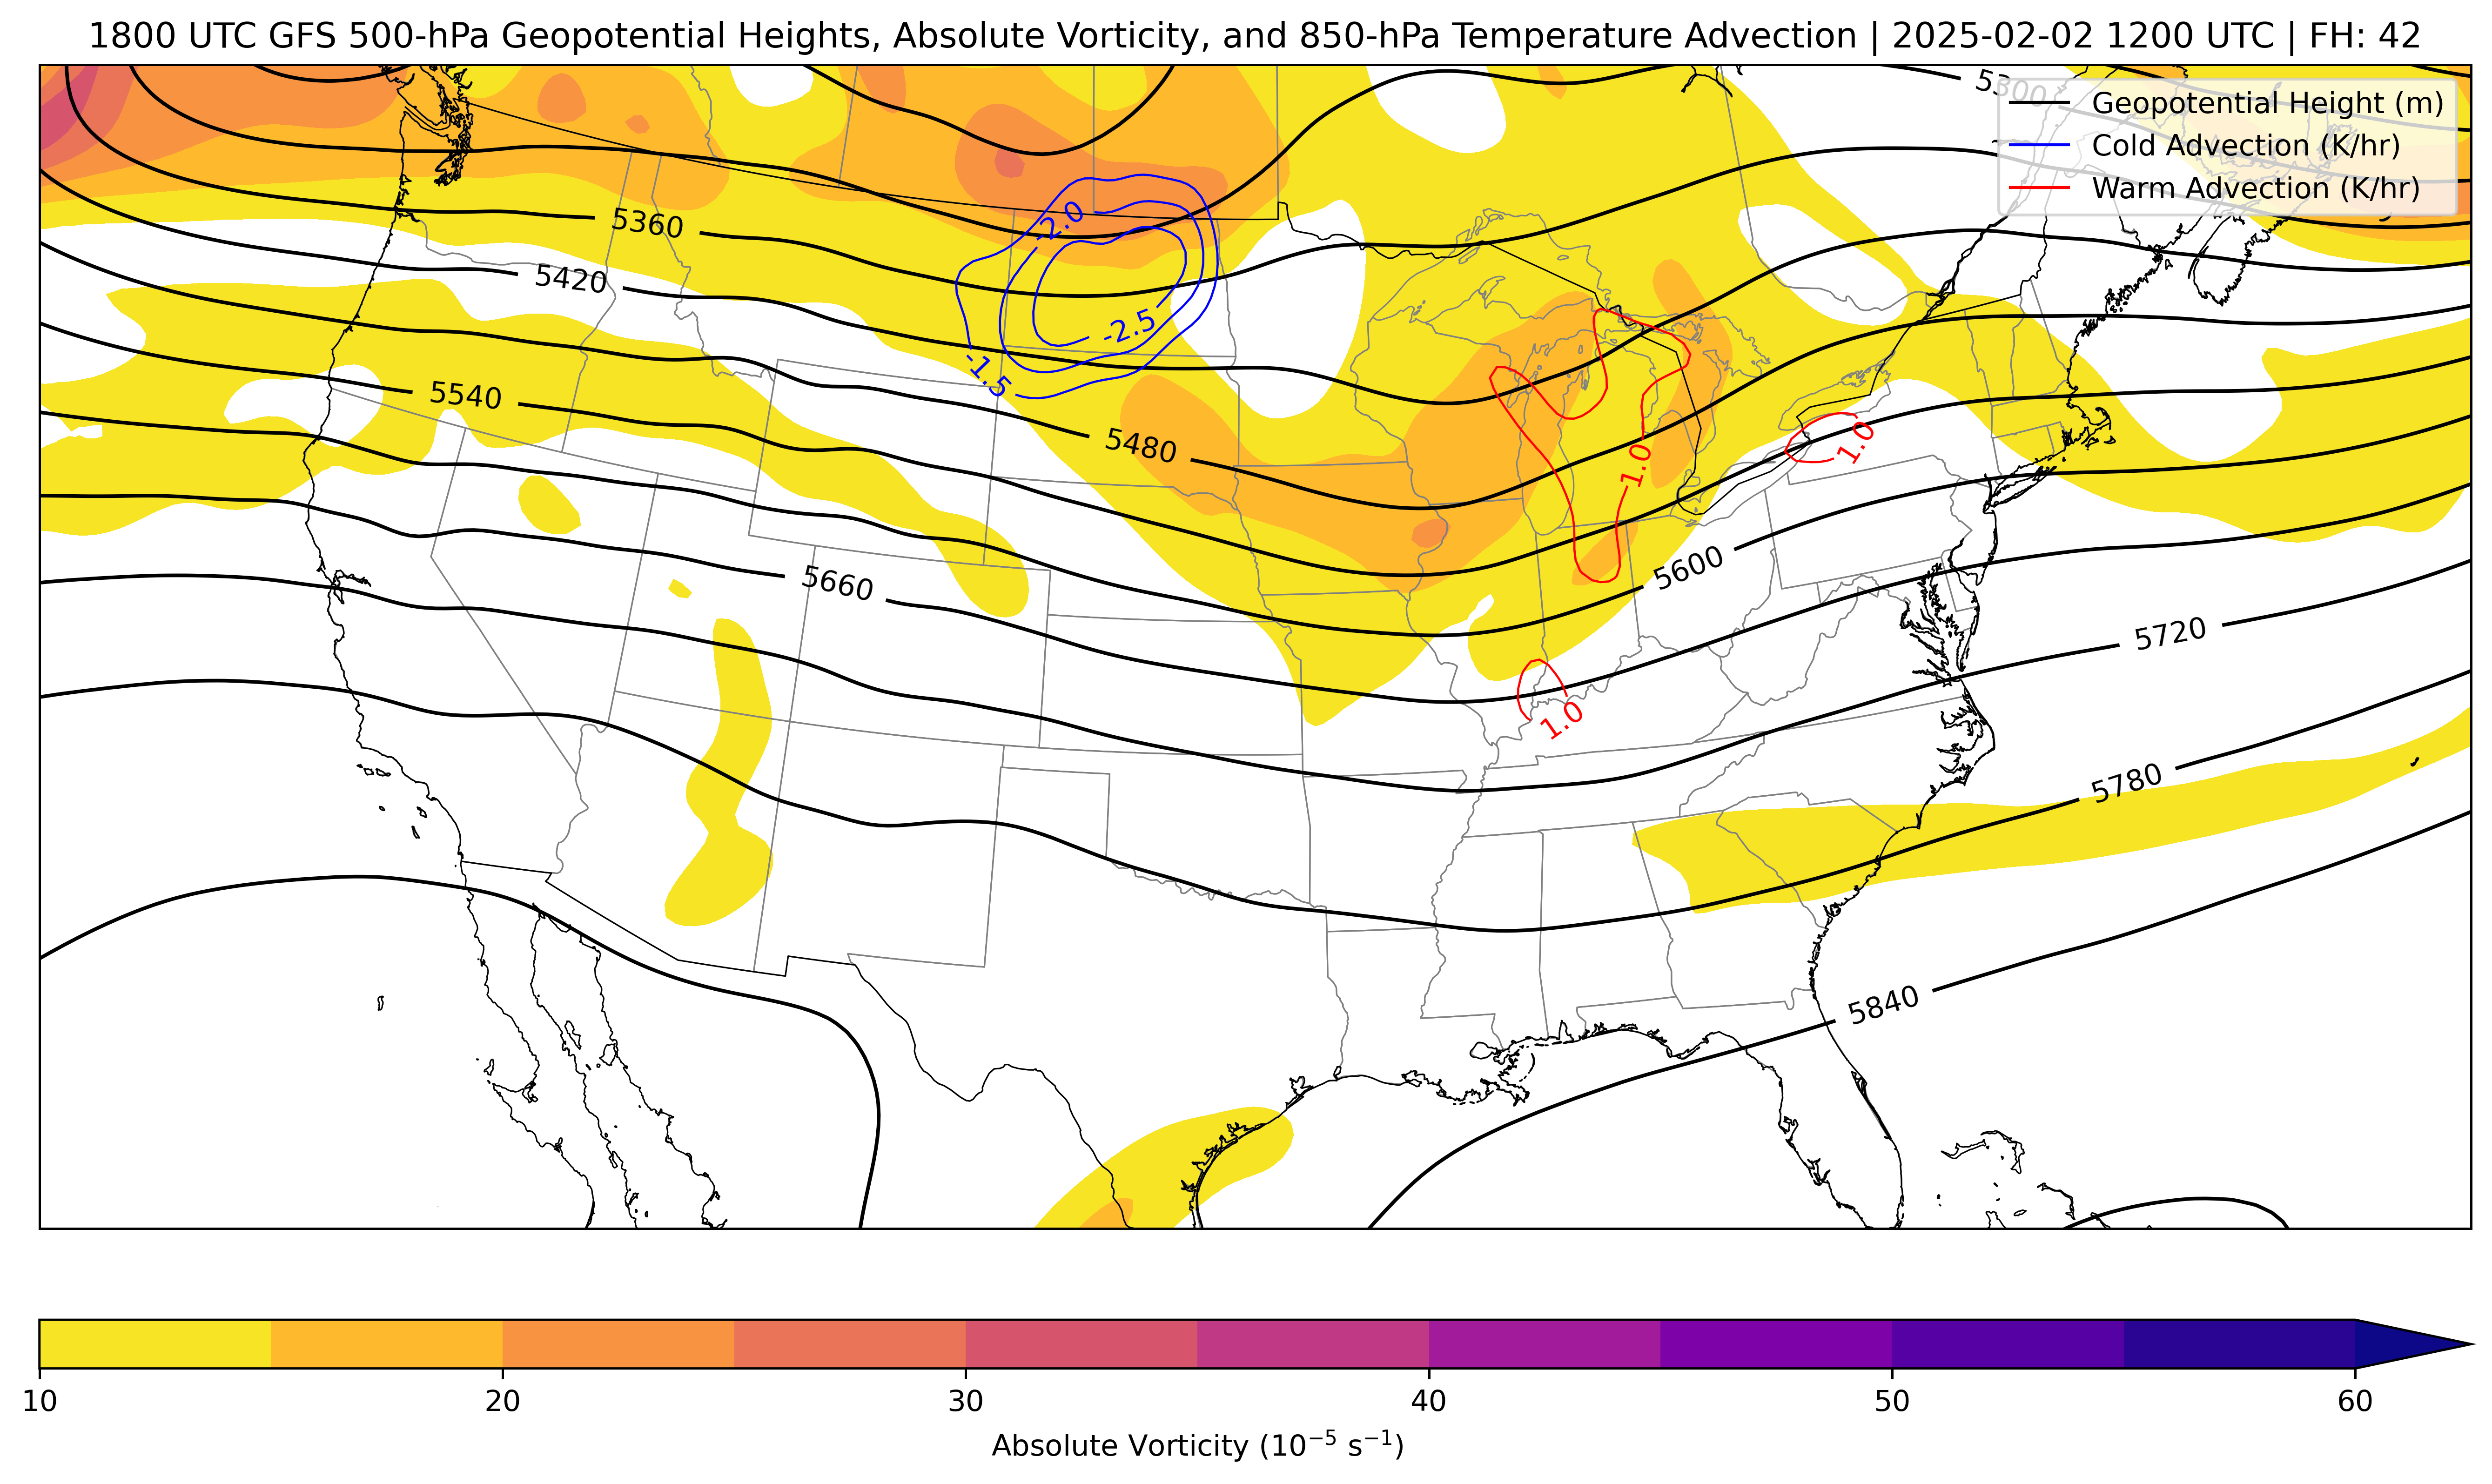 1800 UTC GFS 500-hPa Geopotential Heights, Absolute Vorticity, and 850-hPa Temperature Advection | 2025-02-02 1200 UTC | FH: 42
5300
Geopotential Height (m)
Cold Advection (K/hr)
Warm Advection (K/hr)
5360
-2.0
5420
-2.5
-1.5
5540
5480
1.0
1.0
5600
5660
5720
1.0
5780
5840
10 20 30 40 50 60
Absolute Vorticity (10⁻⁵ s⁻¹)